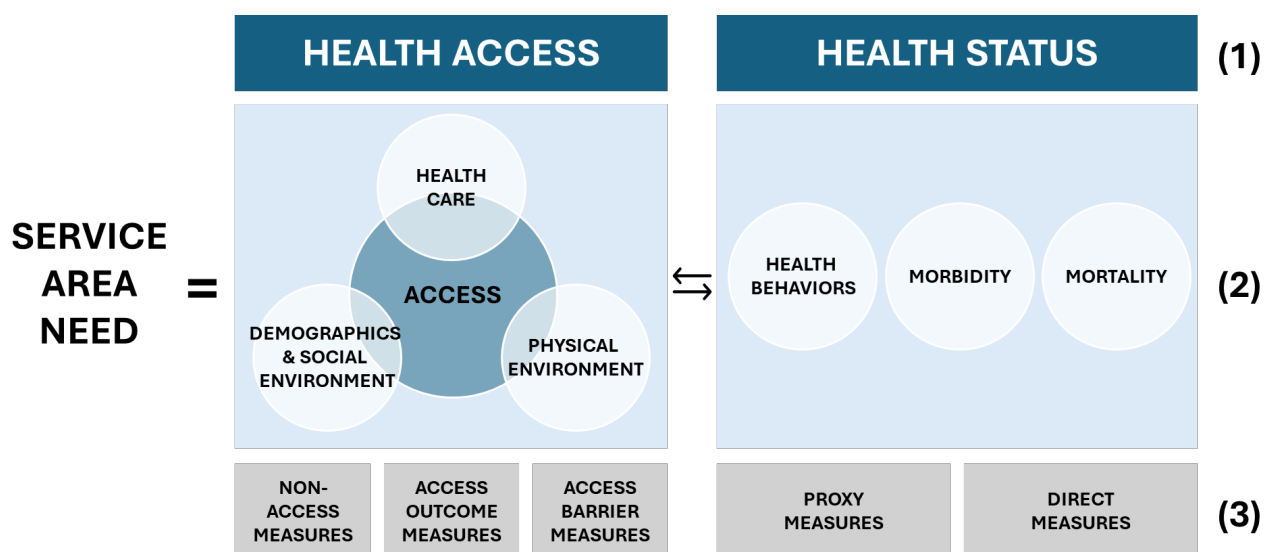 HEALTH ACCESS
HEALTH STATUS
(1)
SERVICE
AREA
NEED
=
HEALTH
CARE
ACCESS
DEMOGRAPHICS
& SOCIAL
ENVIRONMENT
PHYSICAL
ENVIRONMENT
HEALTH
BEHAVIORS
MORBIDITY
MORTALITY
(2)
NON-
ACCESS
MEASURES
ACCESS
OUTCOME
MEASURES
ACCESS
BARRIER
MEASURES
PROXY
MEASURES
DIRECT
MEASURES
(3)